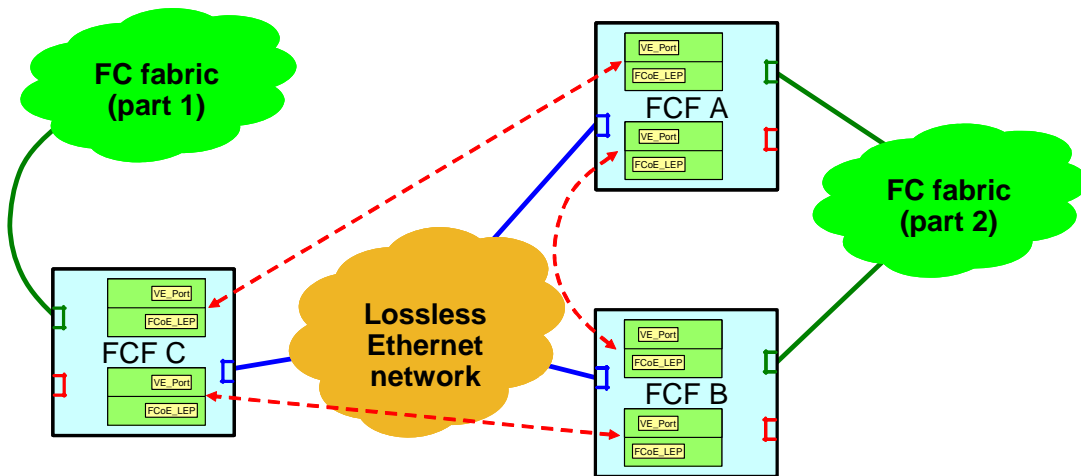 FC fabric
(part 1)
VE_Port
FCoE_LEP
FCF A
VE_Port
FCoE_LEP
FC fabric
(part 2)
Lossless
Ethernet
network
VE_Port
FCoE_LEP
FCF C
VE_Port
FCoE_LEP
VE_Port
FCoE_LEP
FCF B
VE_Port
FCoE_LEP